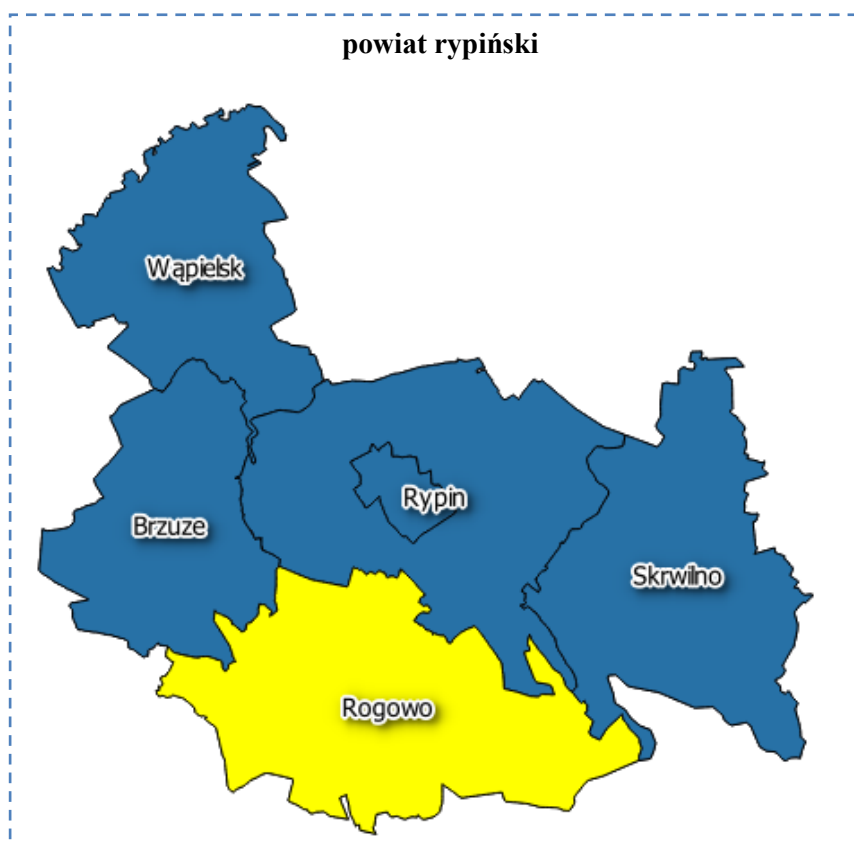 powiat rypiński
Wąpielsk
Rypin
Brzuze
Skrwilno
Rogowo